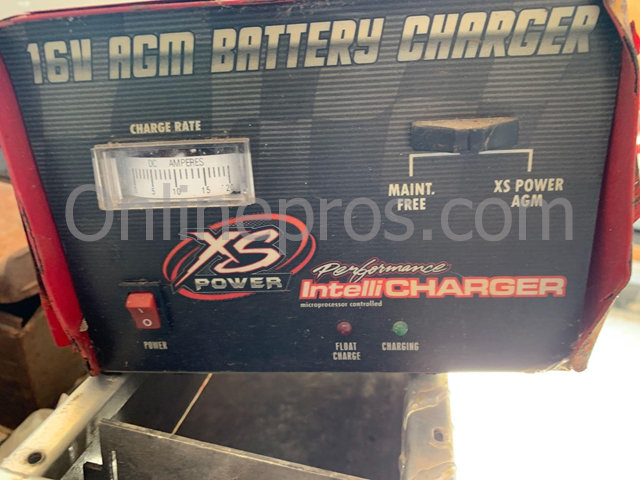 16V AGM BATTERY CHARGER
CHARGE RATE
DC AMPERES
5 10 15 20
MAINT. FREE
XS POWER AGM
Onlinepros.com
XS POWER
Performance
IntelliCHARGER
microprocessor controlled
I
O
POWER
FLOAT CHARGE
CHARGING